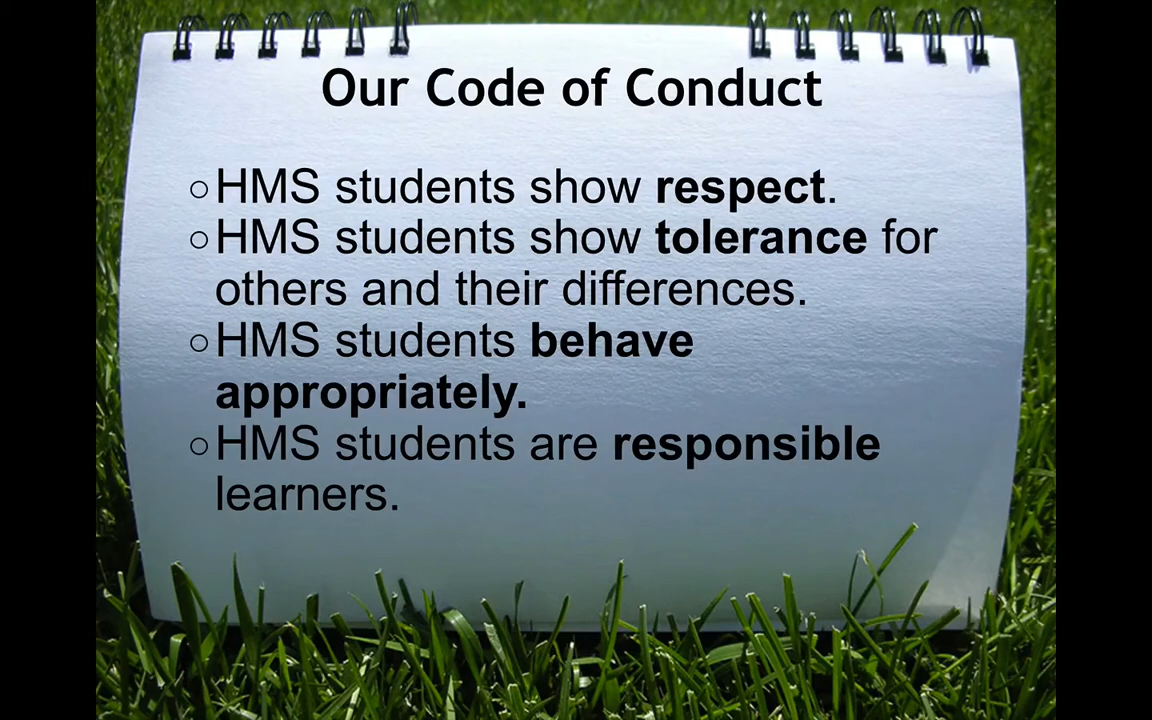 Our Code of Conduct
○HMS students show respect.
○HMS students show tolerance for
others and their differences.
○HMS students behave
appropriately.
○HMS students are responsible
learners.